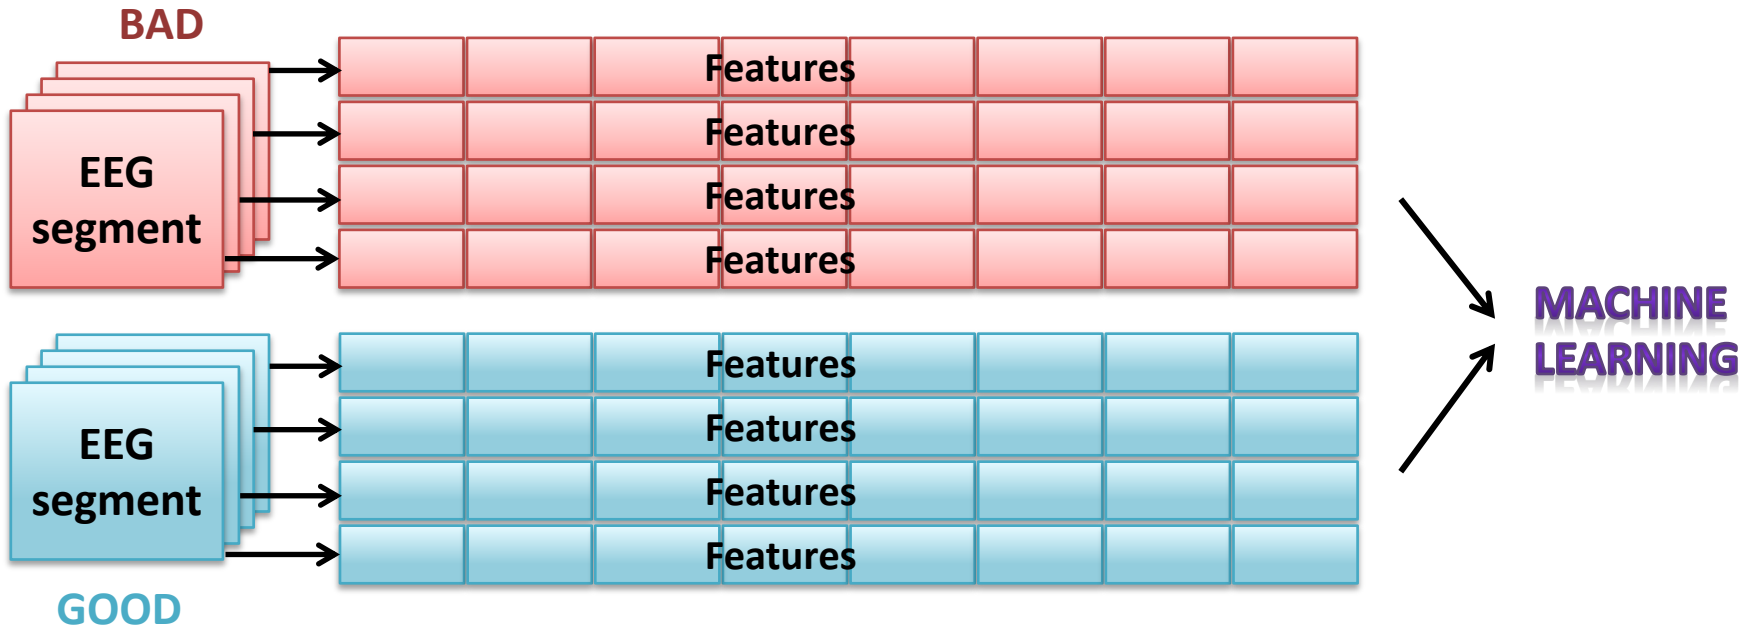 BAD
EEG
segment
Features
Features
Features
Features
EEG
segment
Features
Features
Features
Features
GOOD
MACHINE
LEARNING